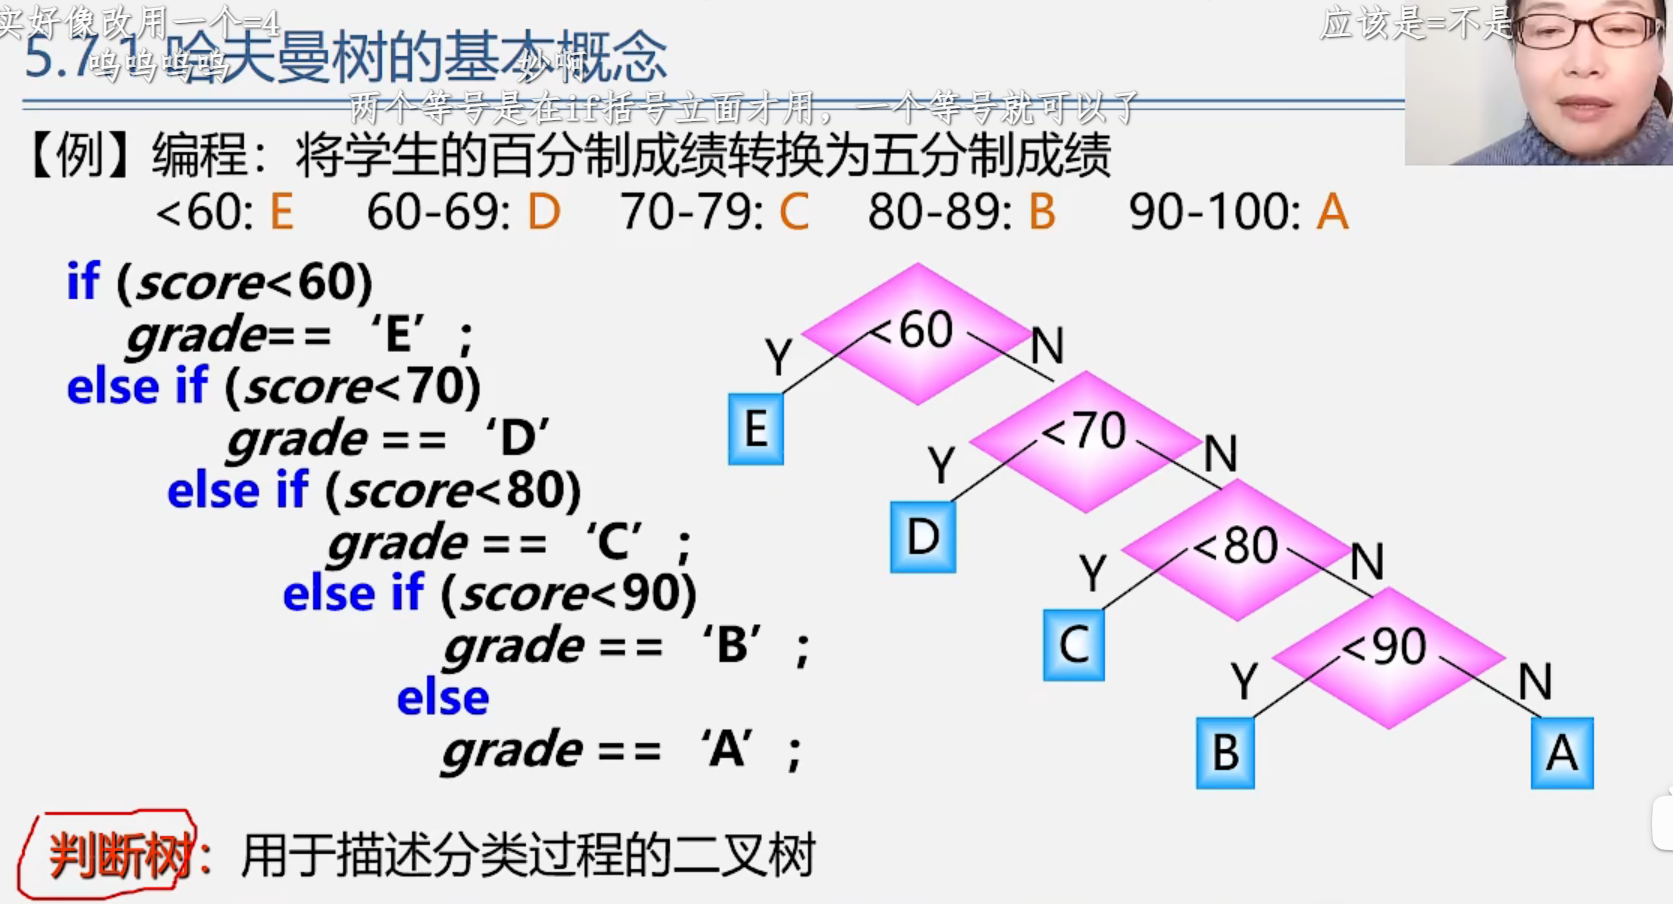 实好像改用一个=4
应该是=不是
5.7.1 哈夫曼树的基本概念
呜呜呜呜
妙啊
两个等号是在if括号立面才用，一个等号就可以了
【例】编程：将学生的百分制成绩转换为五分制成绩
<60: E 60-69: D 70-79: C 80-89: B 90-100: A
if (score<60)
grade== ‘E’ ;
else if (score<70)
grade == ‘D’
else if (score<80)
grade == ‘C’ ;
else if (score<90)
grade == ‘B’ ;
else
grade == ‘A’ ;
<60
Y
N
E
<70
Y
N
D
<80
Y
N
C
<90
Y
N
B
A
判断树：用于描述分类过程的二叉树